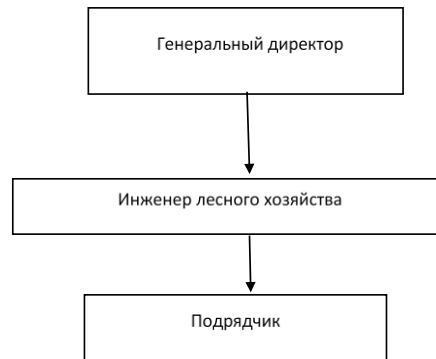 Генеральный директор
Инженер лесного хозяйства
Подрядчик